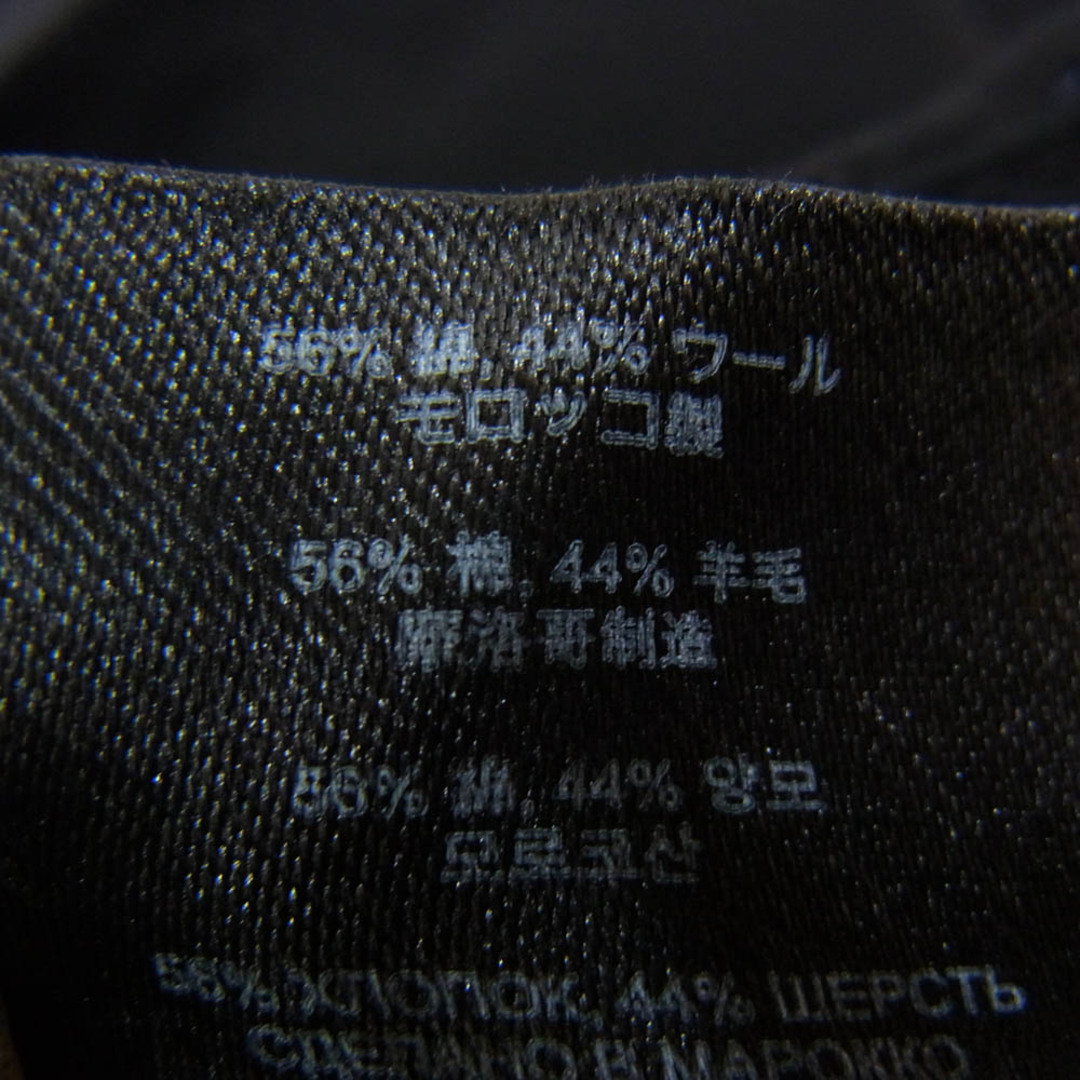 56% 綿, 44% ウール
モロッコ製
56% 棉, 44% 羊毛
摩洛哥制造
56% 綿, 44% 양모
모로코산
56% ХЛОПОК, 44% ШЕРСТЬ
СДЕЛАНО В МАРОККО